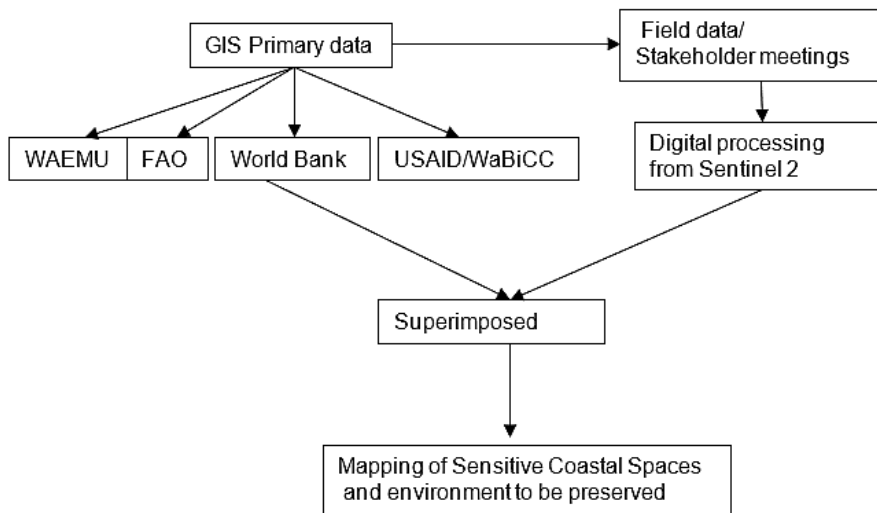 GIS Primary data
Field data/
Stakeholder meetings
WAEMU
FAO
World Bank
USAID/WaBiCC
Digital processing
from Sentinel 2
Superimposed
Mapping of Sensitive Coastal Spaces
and environment to be preserved